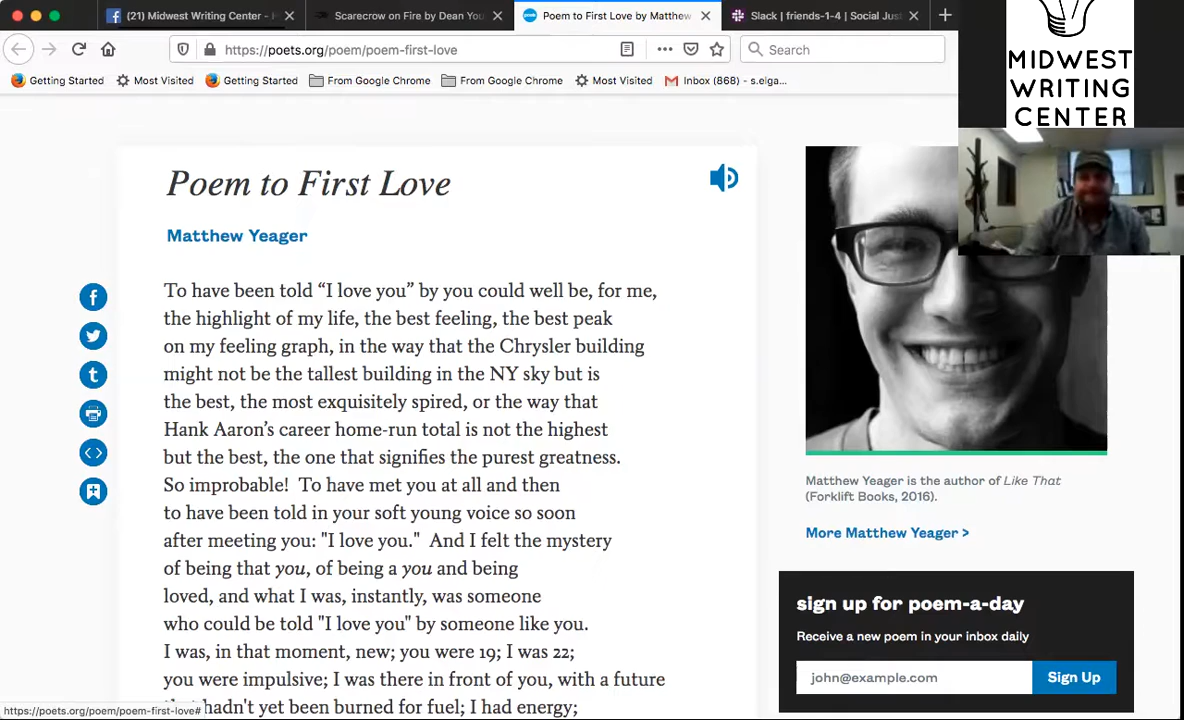 (21) Midwest Writing Center -
Scarecrow on Fire by Dean You
Poem to First Love by Matthew
Slack | friends-1-4 | Social Jus
https://poets.org/poem/poem-first-love
Search
Getting Started
Most Visited
Getting Started
From Google Chrome
From Google Chrome
Most Visited
Inbox (868) - s.eiga...
MIDWEST
WRITING
CENTER
Poem to First Love
Matthew Yeager
To have been told “I love you” by you could well be, for me,
the highlight of my life, the best feeling, the best peak
on my feeling graph, in the way that the Chrysler building
might not be the tallest building in the NY sky but is
the best, the most exquisitely spired, or the way that
Hank Aaron’s career home-run total is not the highest
but the best, the one that signifies the purest greatness.
So improbable!  To have met you at all and then
to have been told in your soft young voice so soon
after meeting you: "I love you."  And I felt the mystery
of being that you, of being a you and being
loved, and what I was, instantly, was someone
who could be told "I love you" by someone like you.
I was, in that moment, new; you were 19; I was 22;
you were impulsive; I was there in front of you, with a future
hadn't yet been burned for fuel; I had energy;
Matthew Yeager is the author of Like That
(Forklift Books, 2016).
More Matthew Yeager >
sign up for poem-a-day
Receive a new poem in your inbox daily
john@example.com
Sign Up
https://poets.org/poem/poem-first-love#